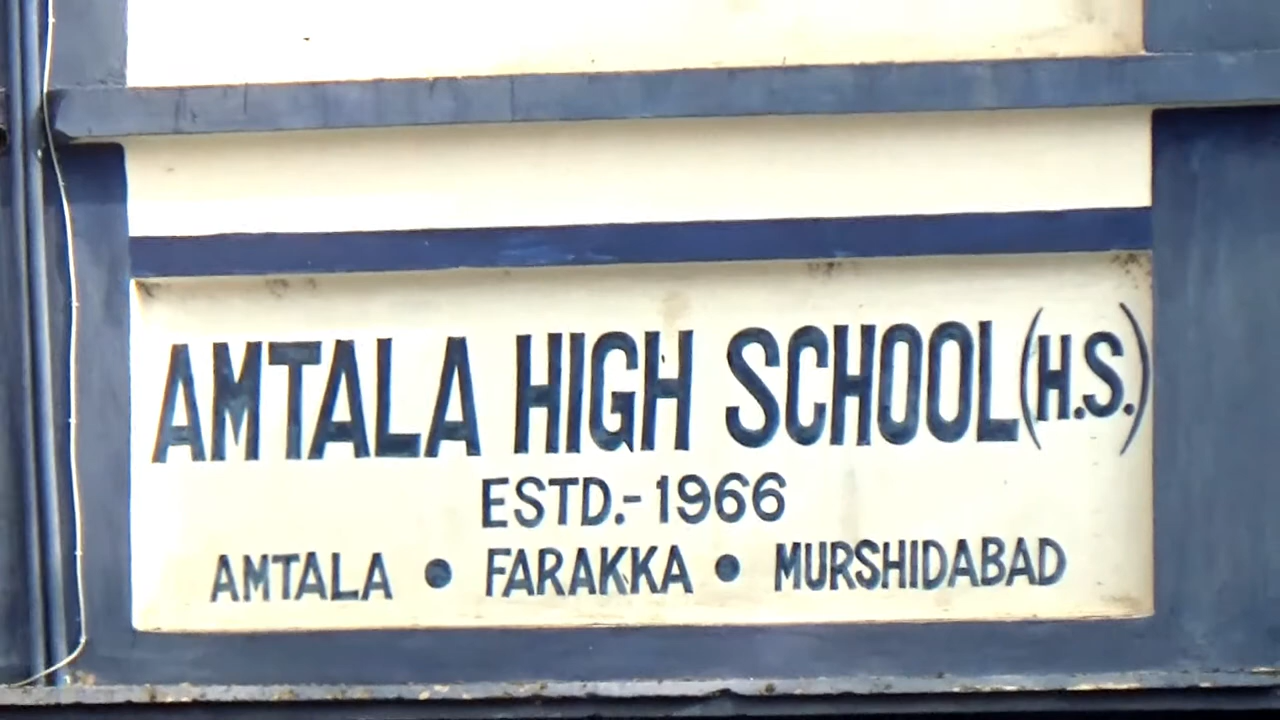 AMTALA HIGH SCHOOL (H.S.)
ESTD.- 1966
AMTALA • FARAKKA • MURSHIDABAD